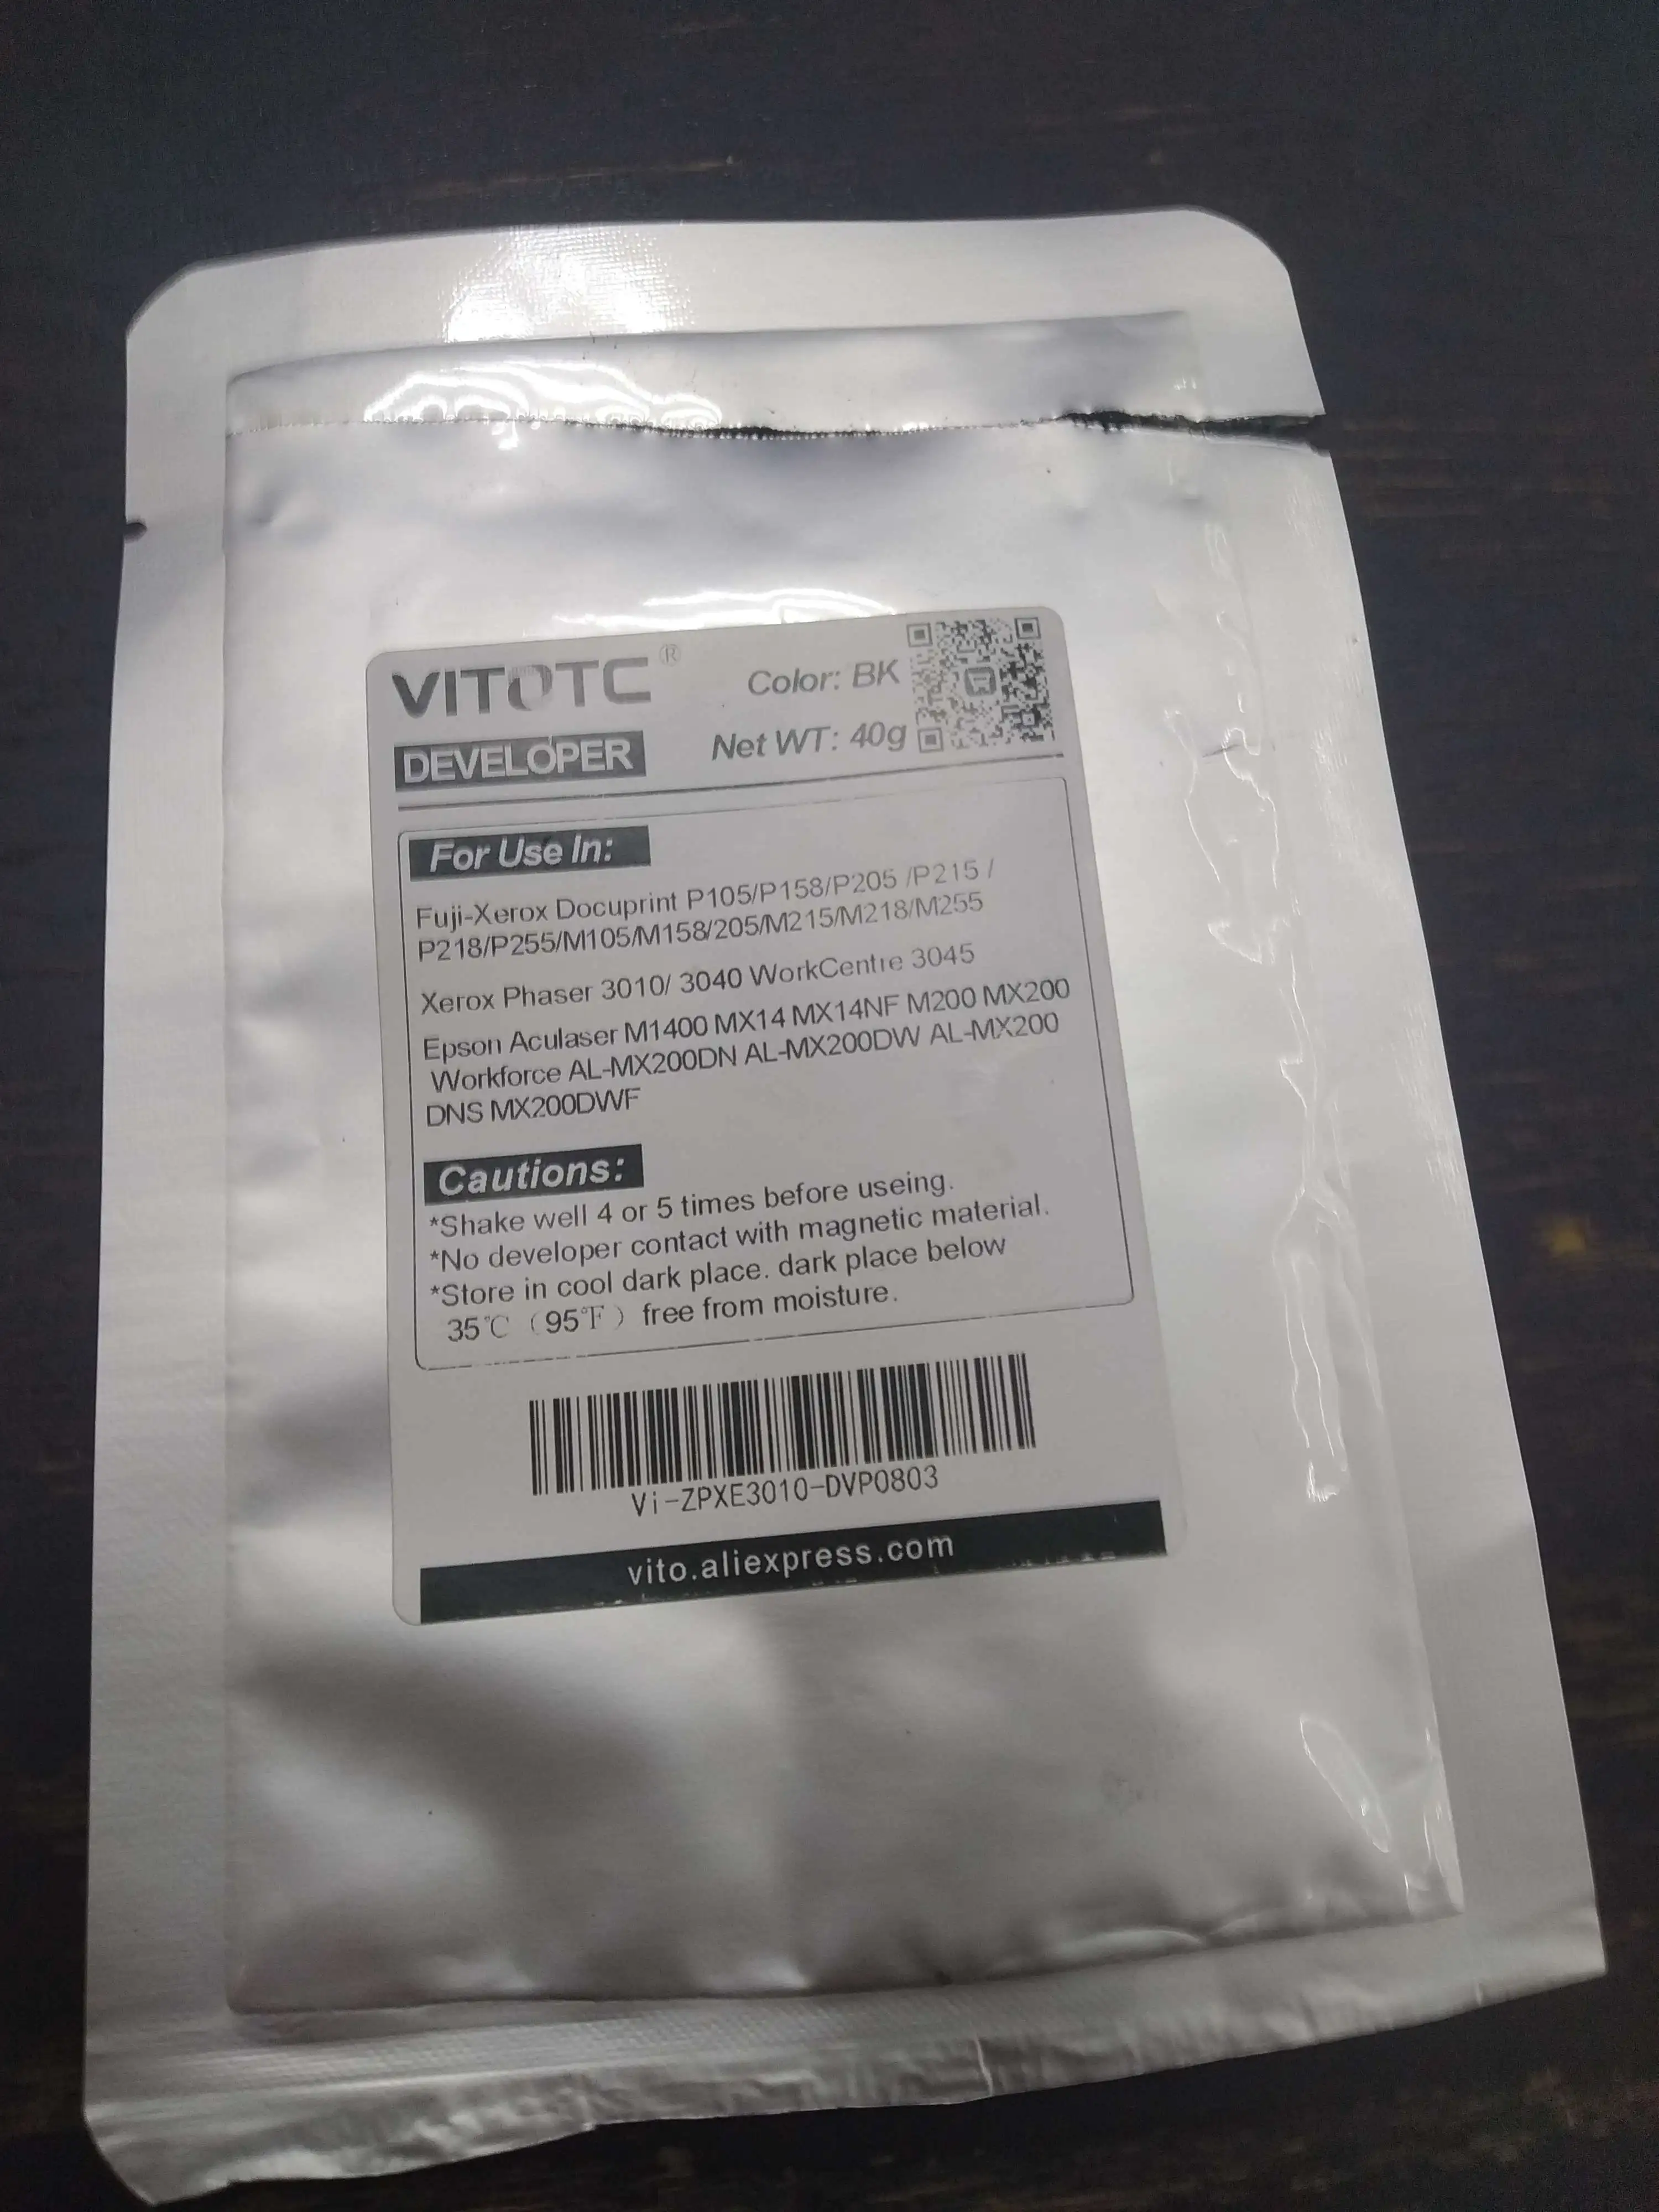 VITOTC®
Color: BK
DEVELOPER
Net WT: 40g
For Use In:
Fuji-Xerox Docuprint P105/P158/P205 /P215 /
P218/P255/M105/M158/205/M215/M218/M255
Xerox Phaser 3010/ 3040 WorkCentre 3045
Epson Aculaser M1400 MX14 MX14NF M200 MX200
Workforce AL-MX200DN AL-MX200DW AL-MX200
DNS MX200DWF
Cautions:
*Shake well 4 or 5 times before useing.
*No developer contact with magnetic material.
*Store in cool dark place. dark place below
35℃（95℉）free from moisture.
Vi-ZPXE3010-DVP0803
vito.aliexpress.com